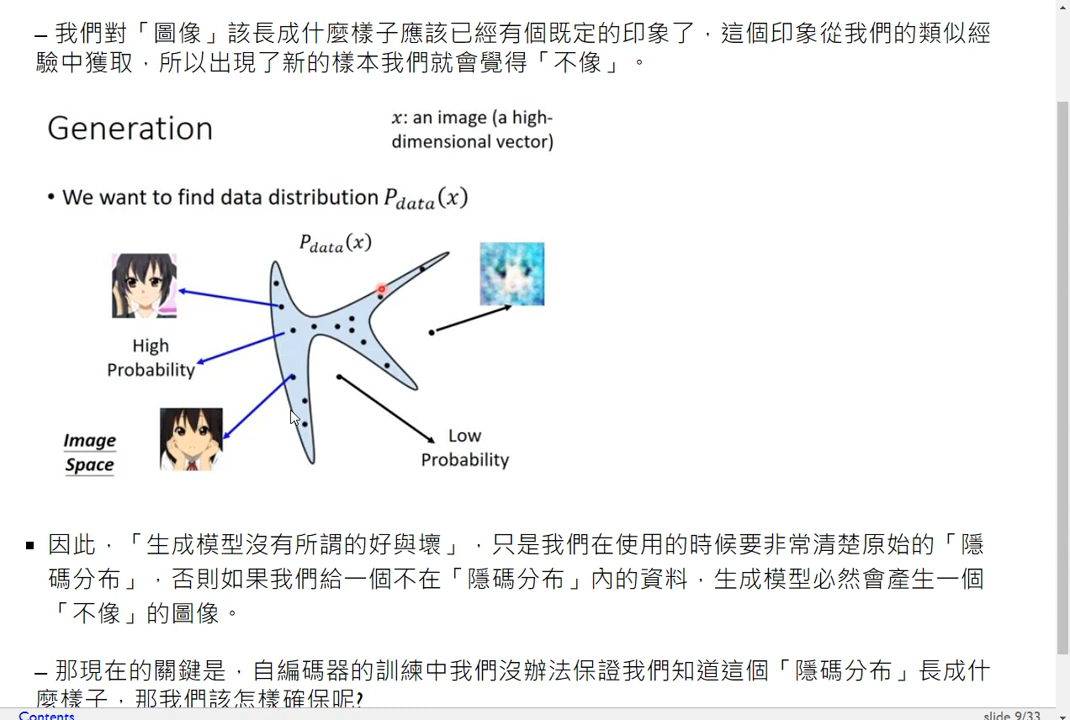 – 我們對「圖像」該長成什麼樣子應該已經有個既定的印象了，這個印象從我們的類似經
驗中獲取，所以出現了新的樣本我們就會覺得「不像」。
x: an image (a high-
dimensional vector)
Generation
• We want to find data distribution P_data(x)
P_data(x)
High
Probability
Image
Space
Low
Probability
▪ 因此，「生成模型沒有所謂的好與壞」，只是我們在使用的時候要非常清楚原始的「隱
碼分布」，否則如果我們給一個不在「隱碼分布」內的資料，生成模型必然會產生一個
「不像」的圖像。
– 那現在的關鍵是，自編碼器的訓練中我們沒辦法保證我們知道這個「隱碼分布」長成什
麼樣子，那我們該怎樣確保呢?
Contents
slide 9/33